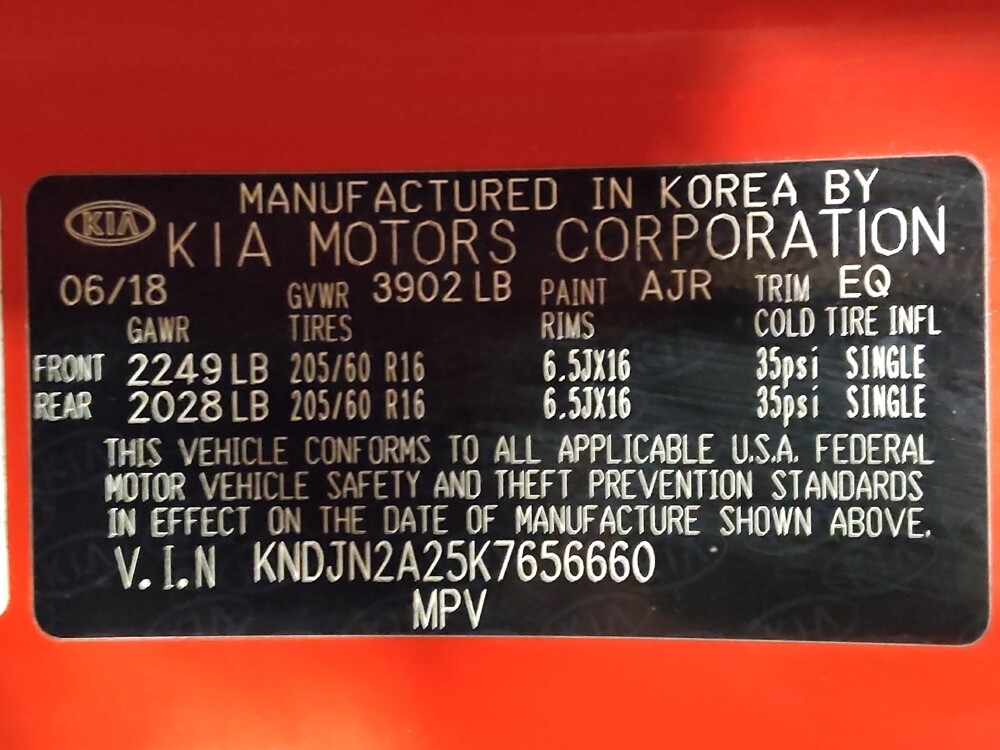 MANUFACTURED IN KOREA BY
KIA
KIA MOTORS CORPORATION
06/18 GVWR 3902 LB PAINT AJR TRIM EQ
GAWR TIRES RIMS COLD TIRE INFL
FRONT 2249 LB 205/60 R16 6.5JX16 35psi SINGLE
REAR 2028 LB 205/60 R16 6.5JX16 35psi SINGLE
THIS VEHICLE CONFORMS TO ALL APPLICABLE U.S.A. FEDERAL
MOTOR VEHICLE SAFETY AND THEFT PREVENTION STANDARDS
IN EFFECT ON THE DATE OF MANUFACTURE SHOWN ABOVE.
V.I.N KNDJN2A25K7656660
MPV